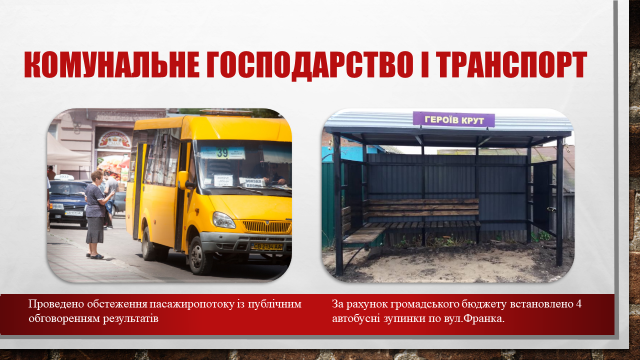 КОМУНАЛЬНЕ ГОСПОДАРСТВО І ТРАНСПОРТ
39
ГЕРОЇВ КРУТ
Проведено обстеження пасажиропотоку із публічним
обговоренням результатів
За рахунок громадського бюджету встановлено 4
автобусні зупинки по вул.Франка.